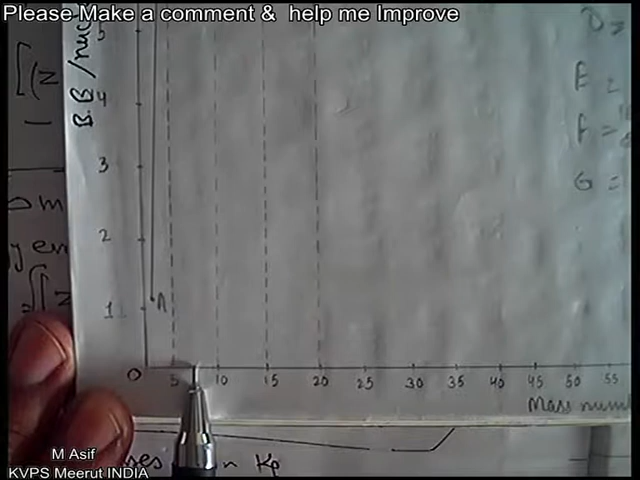 Please Make a comment & help me Improve
5
B.B/nuc
4
3
2
1
A
0 5 10 15 20 25 30 35 40 45 50 55
Mass num
D =
E =
F =
G =
Δm
M Asif
KVPS Meerut INDIA